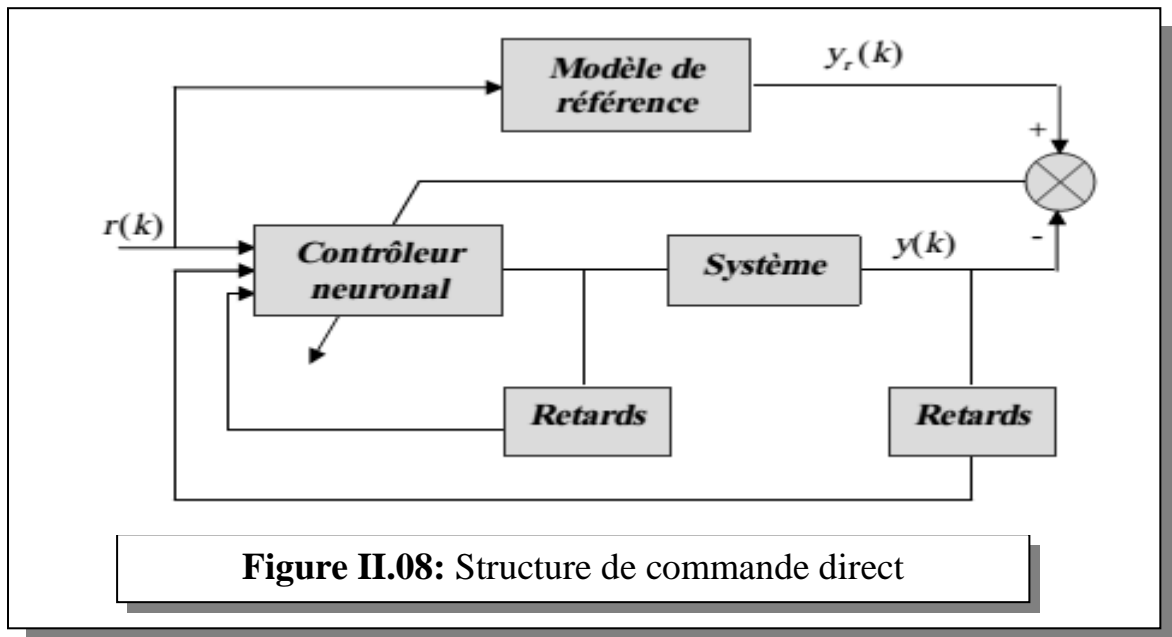 Modèle de
référence
y_r(k)
+
r(k)
Contrôleur
neuronal
Système
y(k)
-
Retards
Retards
Figure II.08: Structure de commande direct